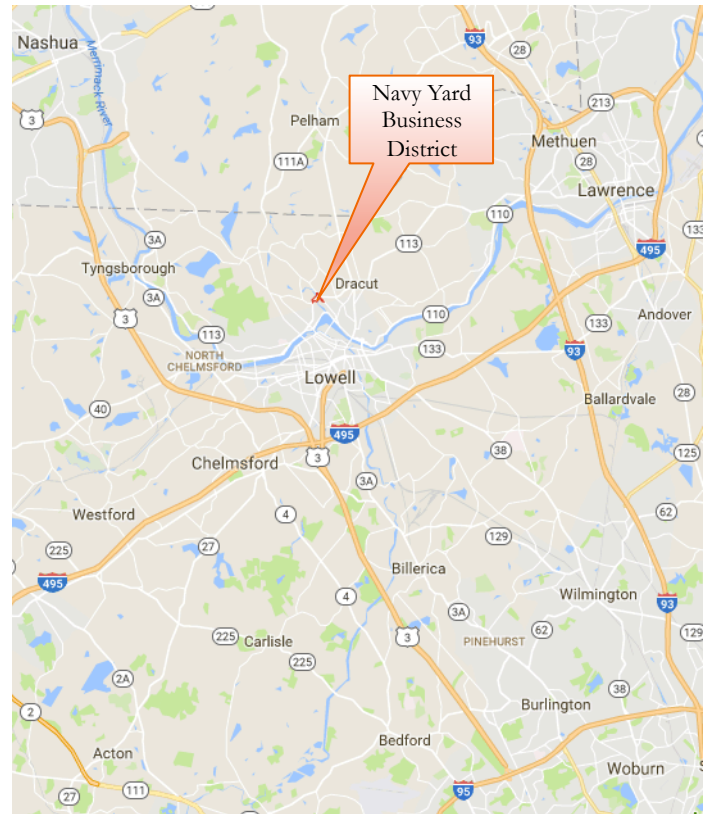 93
28
Nashua
Merrimack River
Navy Yard
Business
District
213
3
Pelham
Methuen
111A
28
Lawrence
110
3A
113
133
495
Tyngsborough
Dracut
3A
110
Andover
3
113
133
133
93
NORTH
CHELMSFORD
Lowell
28
Ballardvale
40
495
3
38
125
Chelmsford
3A
Westford
4
62
129
225
27
Billerica
495
4
Wilmington
93
3A
62
129
225
3
Carlisle
PINEHURST
225
2A
38
2
Burlington
Bedford
Acton
Woburn
111
95
27